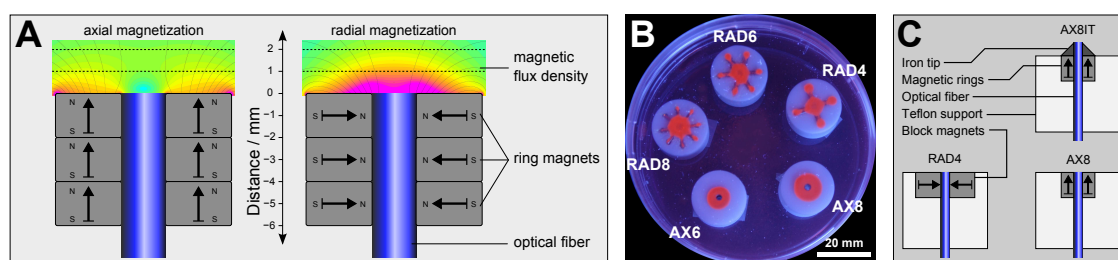 A
axial magnetization
radial magnetization
magnetic
flux density
ring magnets
optical fiber
Distance / mm
2
1
0
−1
−2
−3
−4
−5
−6
N N
S S
N N
S S
N N
S S
S N N S
S N N S
S N N S
B
RAD6
RAD4
RAD8
AX6
AX8
20 mm
C
AX8IT
Iron tip
Magnetic rings
Optical fiber
Teflon support
Block magnets
RAD4
AX8